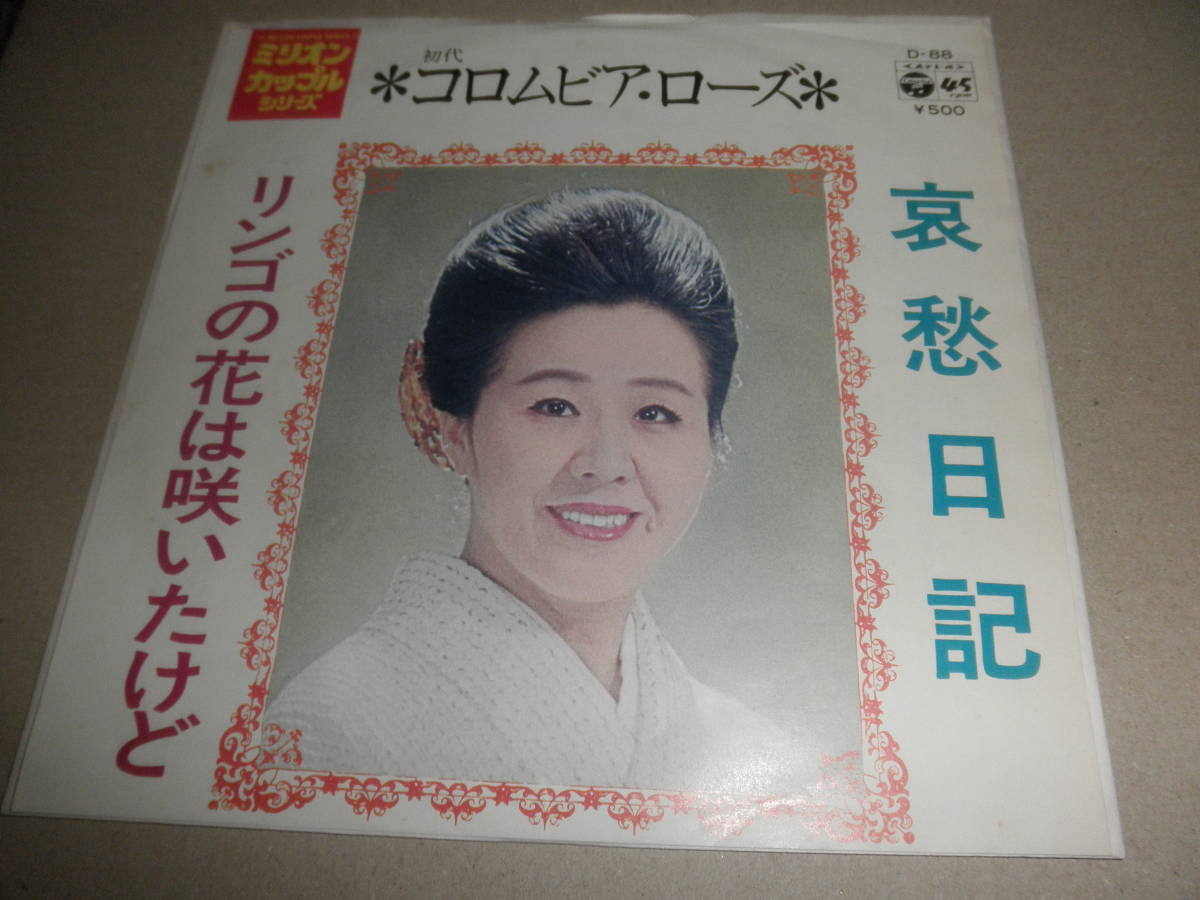 ミリオン
カップル
シリーズ
初代
*コロムビア・ローズ*
D-88
45
¥500
哀愁日記
リンゴの花は咲いたけど